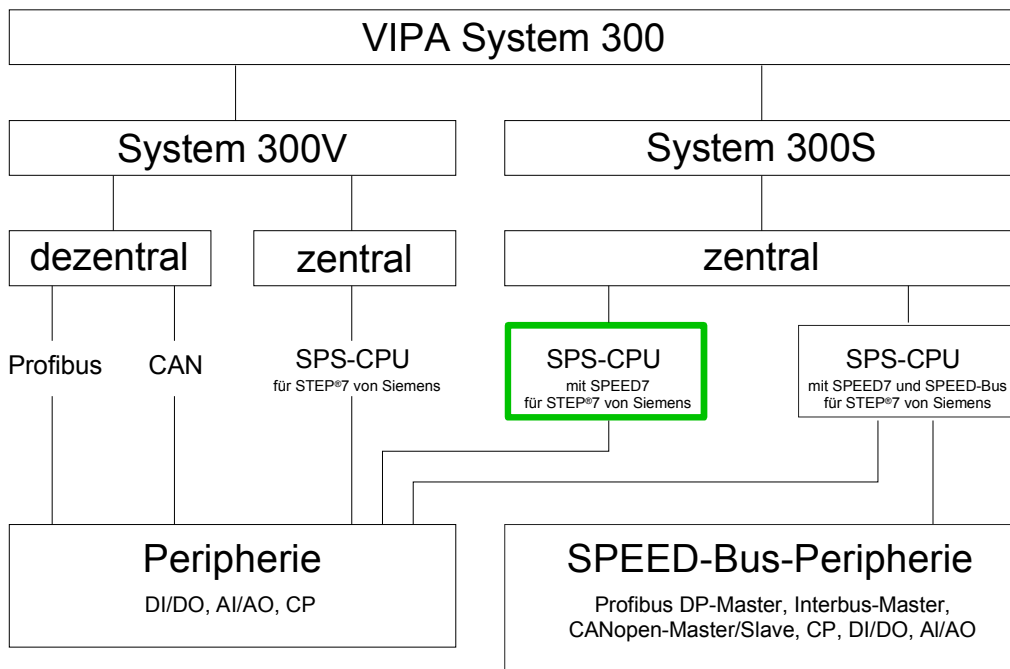 VIPA System 300
System 300V
System 300S
dezentral
zentral
zentral
Profibus
CAN
SPS-CPU
für STEP®7 von Siemens
SPS-CPU
mit SPEED7
für STEP®7 von Siemens
SPS-CPU
mit SPEED7 und SPEED-Bus
für STEP®7 von Siemens
Peripherie
DI/DO, AI/AO, CP
SPEED-Bus-Peripherie
Profibus DP-Master, Interbus-Master,
CANopen-Master/Slave, CP, DI/DO, AI/AO